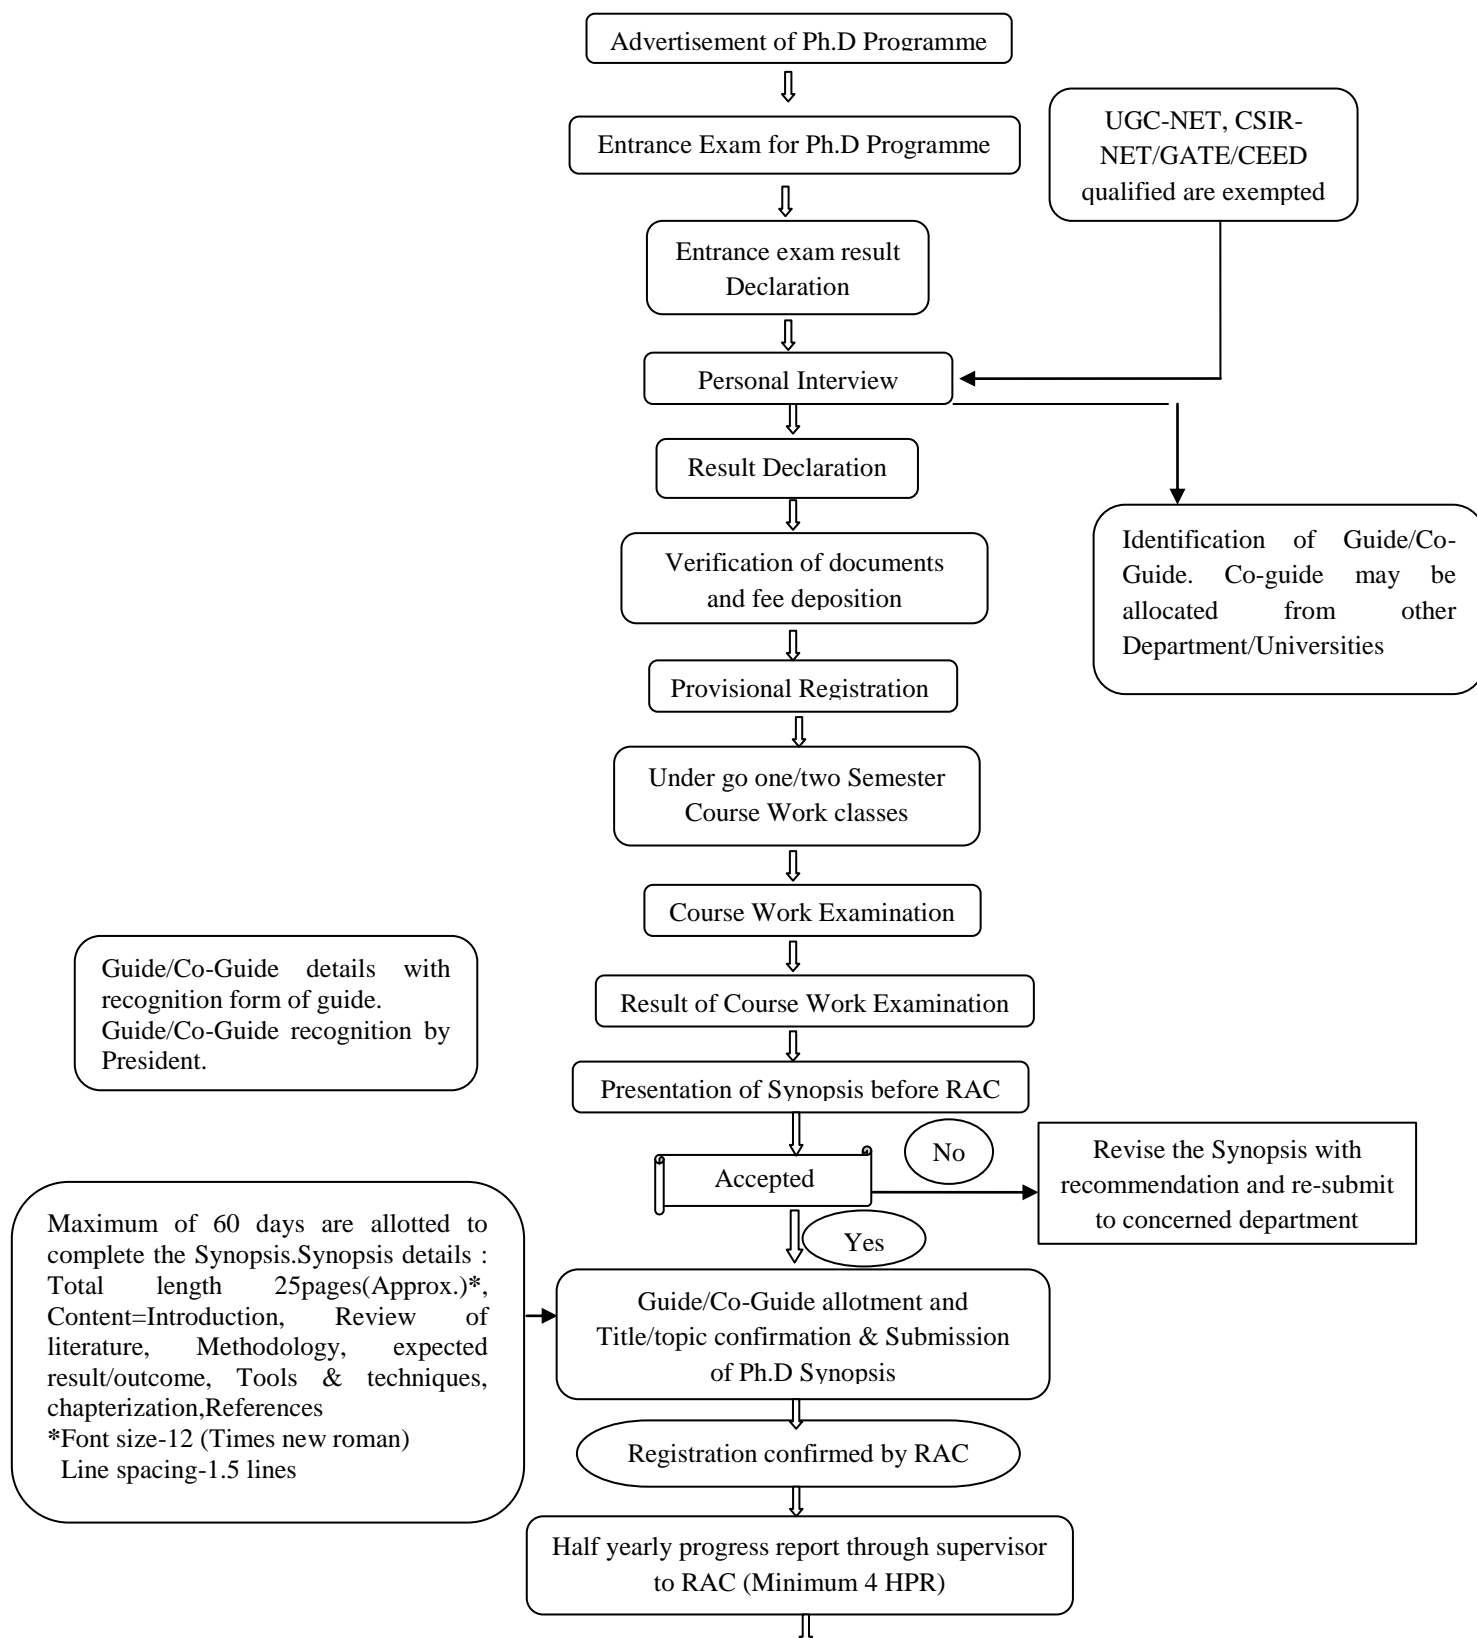 Advertisement of Ph.D Programme
Entrance Exam for Ph.D Programme
UGC-NET, CSIR-
NET/GATE/CEED
qualified are exempted
Entrance exam result
Declaration
Personal Interview
Result Declaration
Identification of Guide/Co-
Guide. Co-guide may be
allocated from other
Department/Universities
Verification of documents
and fee deposition
Provisional Registration
Under go one/two Semester
Course Work classes
Course Work Examination
Guide/Co-Guide details with
recognition form of guide.
Guide/Co-Guide recognition by
President.
Result of Course Work Examination
Presentation of Synopsis before RAC
Accepted
No
Revise the Synopsis with
recommendation and re-submit
to concerned department
Yes
Maximum of 60 days are allotted to
complete the Synopsis.Synopsis details :
Total length 25pages(Approx.)*,
Content=Introduction, Review of
literature, Methodology, expected
result/outcome, Tools & techniques,
chapterization,References
*Font size-12 (Times new roman)
Line spacing-1.5 lines
Guide/Co-Guide allotment and
Title/topic confirmation & Submission
of Ph.D Synopsis
Registration confirmed by RAC
Half yearly progress report through supervisor
to RAC (Minimum 4 HPR)